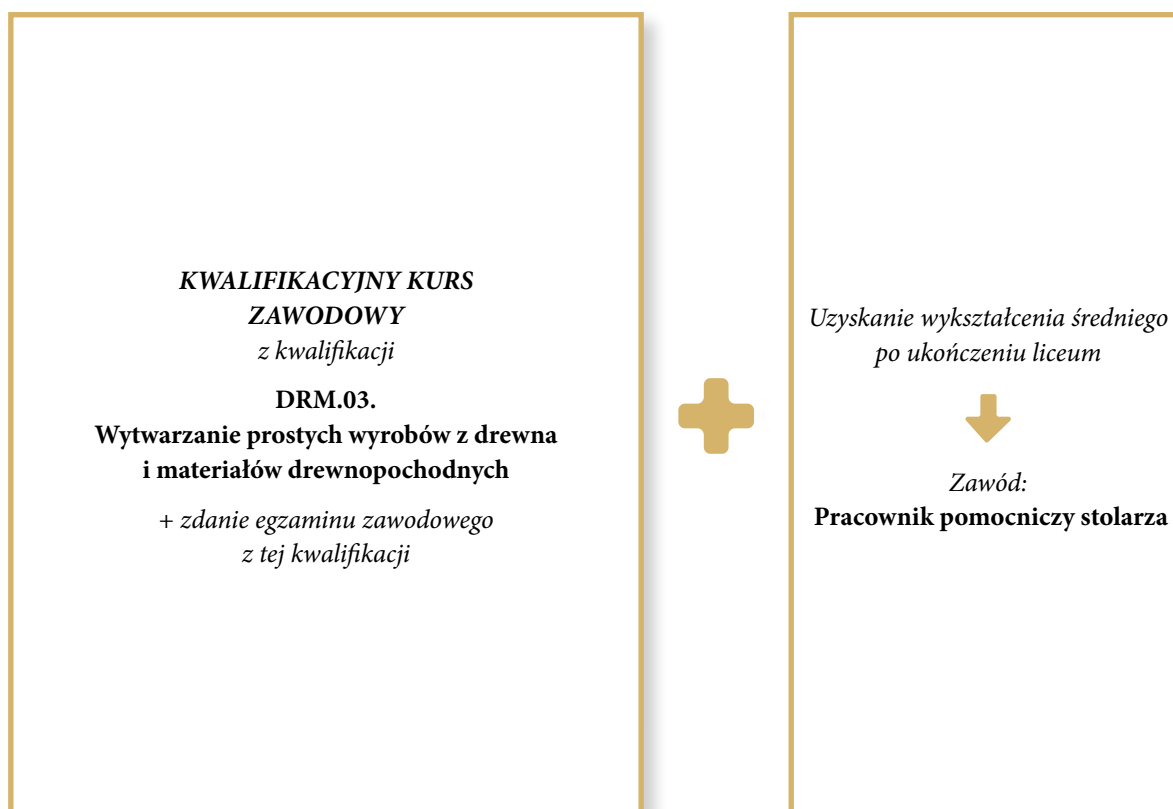 KWALIFIKACYJNY KURS
ZAWODOWY
z kwalifikacji
DRM.03.
Wytwarzanie prostych wyrobów z drewna
i materiałów drewnopochodnych
+ zdanie egzaminu zawodowego
z tej kwalifikacji
Uzyskanie wykształcenia średniego
po ukończeniu liceum
Zawód:
Pracownik pomocniczy stolarza